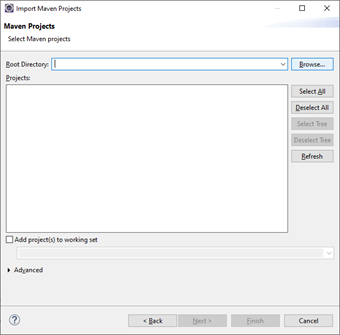 Import Maven Projects
Maven Projects
Select Maven projects
Root Directory:
Browse...
Projects:
Select All
Deselect All
Select Tree
Deselect Tree
Refresh
Add project(s) to working set
Advanced
?
< Back
Next >
Finish
Cancel